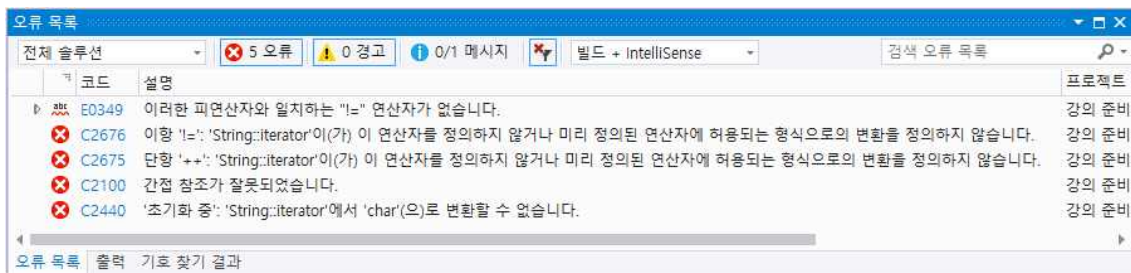 오류 목록
전체 솔루션 5 오류 0 경고 0/1 메시지 빌드 + IntelliSense 검색 오류 목록
코드 설명 프로젝트
abc E0349 이러한 피연산자와 일치하는 "!=" 연산자가 없습니다. 강의 준비
C2676 이항 '!=': 'String::iterator'이(가) 이 연산자를 정의하지 않거나 미리 정의된 연산자에 허용되는 형식으로의 변환을 정의하지 않습니다. 강의 준비
C2675 단항 '++': 'String::iterator'이(가) 이 연산자를 정의하지 않거나 미리 정의된 연산자에 허용되는 형식으로의 변환을 정의하지 않습니다. 강의 준비
C2100 간접 참조가 잘못되었습니다. 강의 준비
C2440 '초기화 중': 'String::iterator'에서 'char'(으)로 변환할 수 없습니다. 강의 준비
오류 목록 출력 기호 찾기 결과